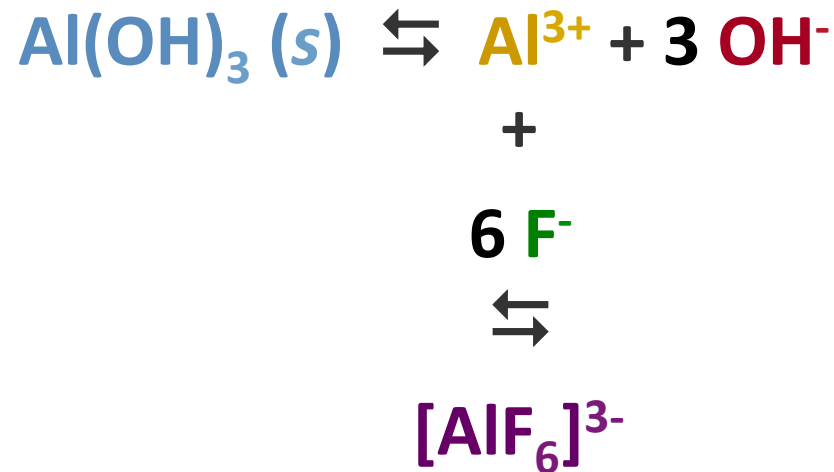 Al(OH)₃ (s) ⇆ Al³⁺ + 3 OH⁻
+
6 F⁻
⇆
[AlF₆]³⁻